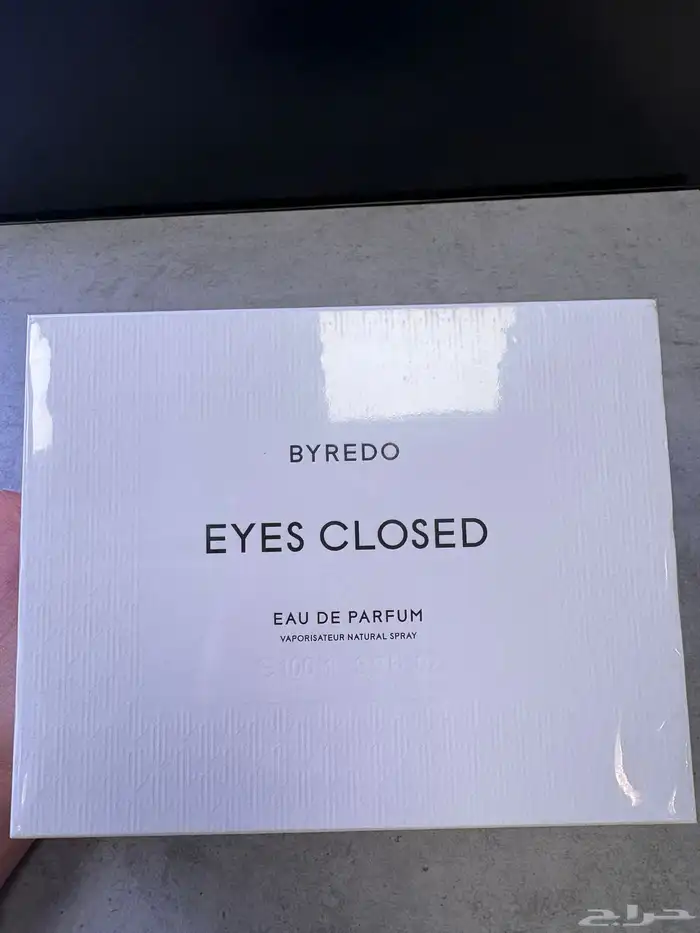 BYREDO
EYES CLOSED
EAU DE PARFUM
VAPORISATEUR NATURAL SPRAY
حراج